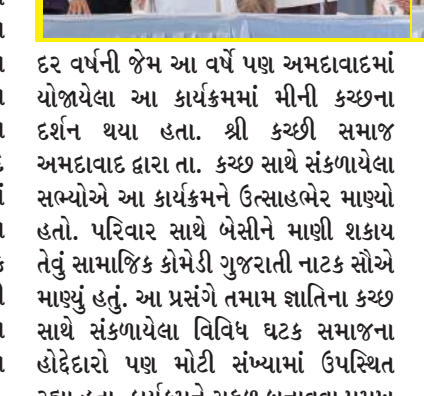 દર વર્ષની જેમ આ વર્ષે પણ અમદાવાદમાં
યોજાયેલા આ કાર્યક્રમમાં મીની કચ્છના
દર્શન થયા હતા. શ્રી કચ્છી સમાજ
અમદાવાદ દ્વારા તા. કચ્છ સાથે સંકળાયેલા
સભ્યોએ આ કાર્યક્રમને ઉત્સાહભેર માણ્યો
હતો. પરિવાર સાથે બેસીને માણી શકાય
તેવું સામાજિક કોમેડી ગુજરાતી નાટક સૌએ
માણ્યું હતું. આ પ્રસંગે તમામ જ્ઞાતિના કચ્છ
સાથે સંકળાયેલા વિવિધ ઘટક સમાજના
હોદ્દેદારો પણ મોટી સંખ્યામાં ઉપસ્થિત